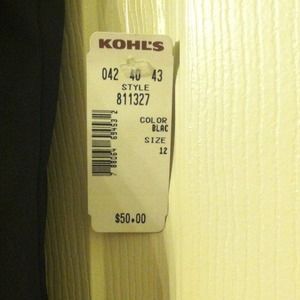 KOHL'S
042 40 43
STYLE
811327
COLOR
BLAC
SIZE
12
$50.00